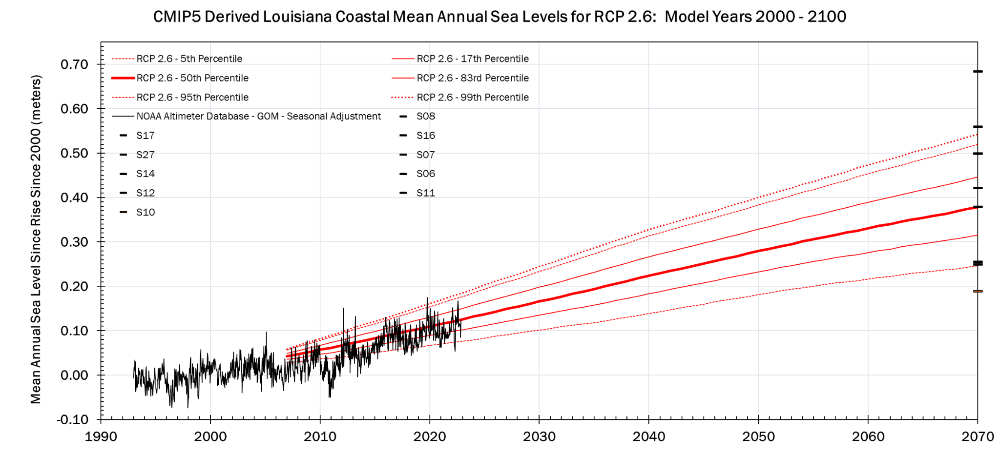 CMIP5 Derived Louisiana Coastal Mean Annual Sea Levels for RCP 2.6:  Model Years 2000 - 2100
Mean Annual Sea Level Since Rise Since 2000 (meters)
0.70
0.60
0.50
0.40
0.30
0.20
0.10
0.00
-0.10
RCP 2.6 - 5th Percentile
RCP 2.6 - 17th Percentile
RCP 2.6 - 50th Percentile
RCP 2.6 - 83rd Percentile
RCP 2.6 - 95th Percentile
RCP 2.6 - 99th Percentile
NOAA Altimeter Database - GOM - Seasonal Adjustment
S08
S17
S16
S27
S07
S14
S06
S12
S11
S10
1990 2000 2010 2020 2030 2040 2050 2060 2070